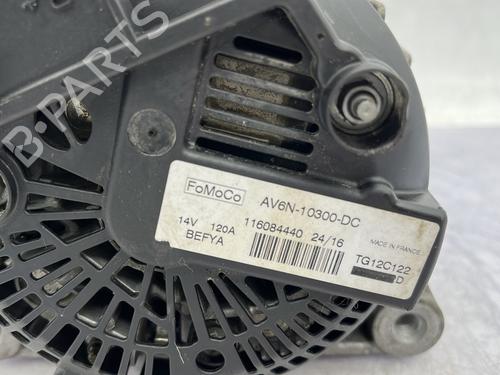 B-PARTS
FoMoCo AV6N-10300-DC
14V 120A 116084440 24/16
BEFYA MADE IN FRANCE
TG12C122
D